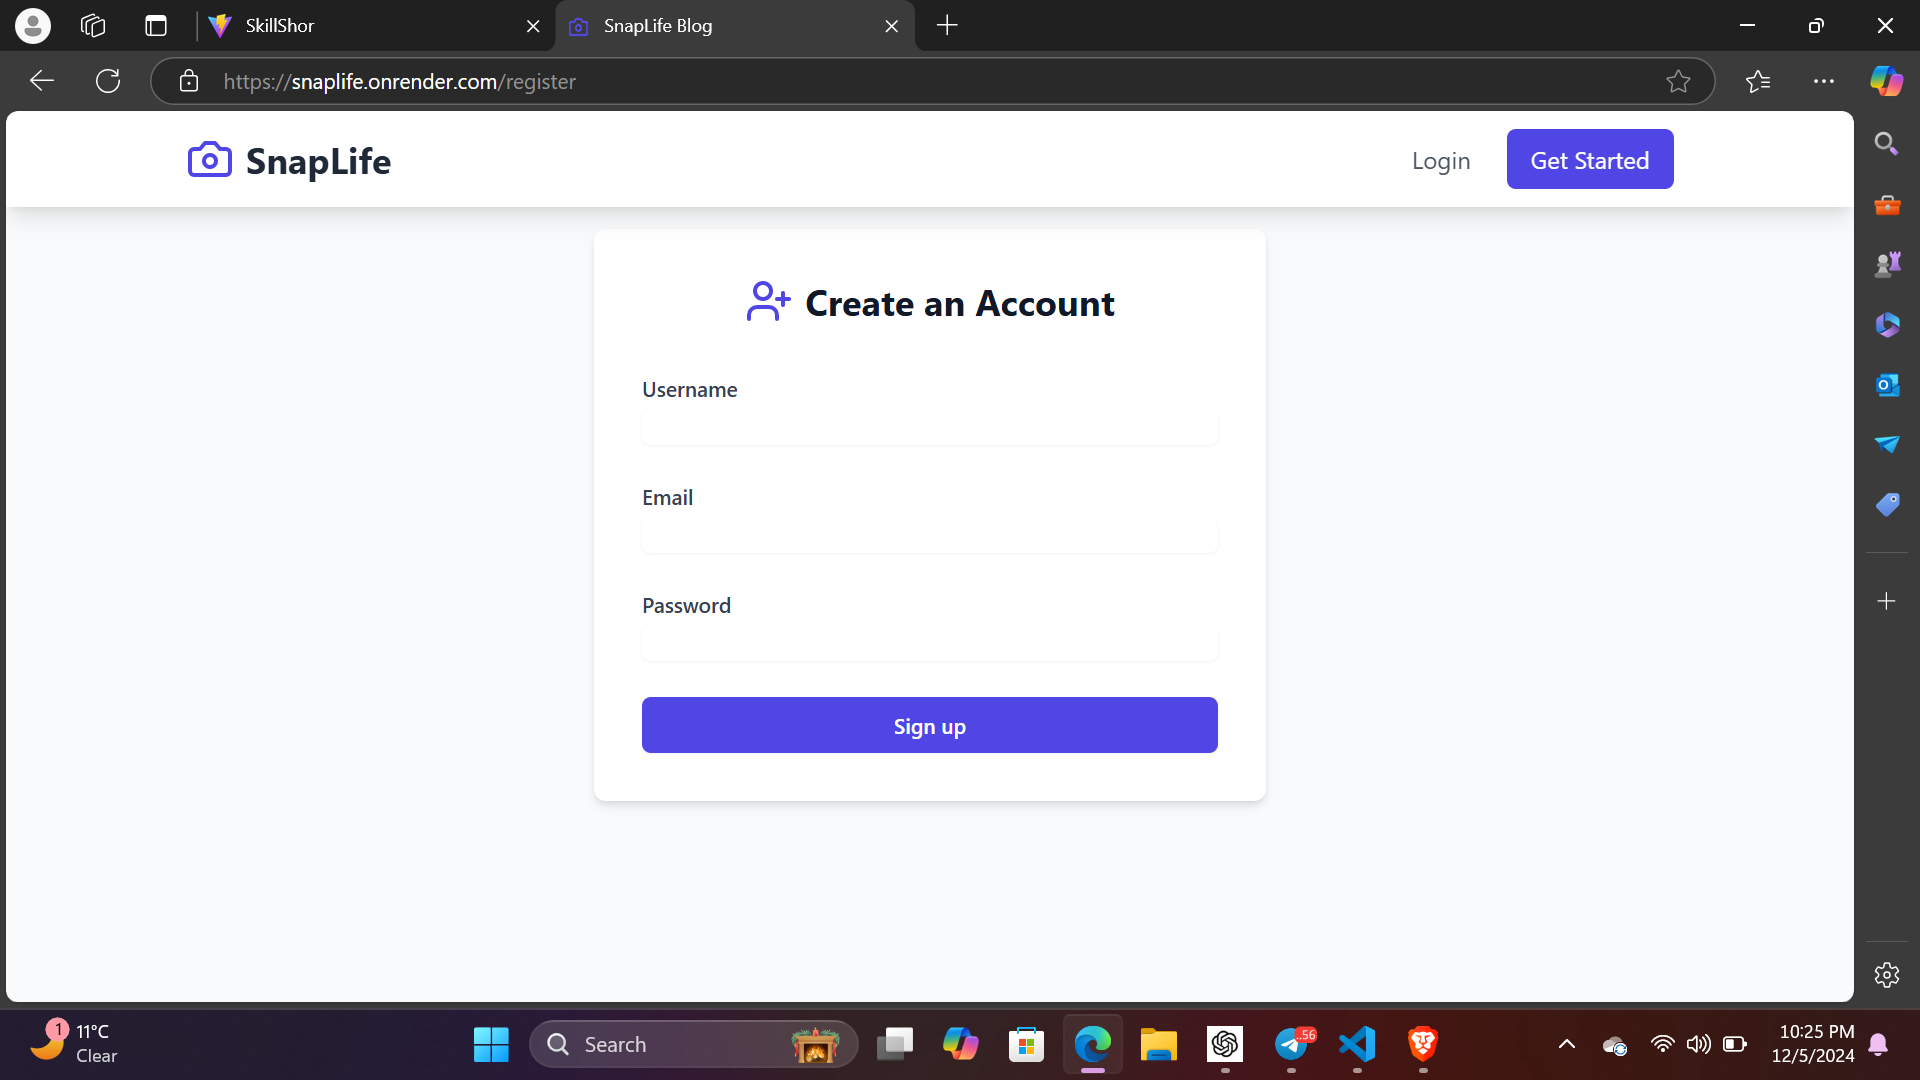 SkillShor
SnapLife Blog
https://snaplife.onrender.com/register
SnapLife
Login
Get Started
Create an Account
Username
Email
Password
Sign up
1
11°C
Clear
Search
..56
10:25 PM
12/5/2024